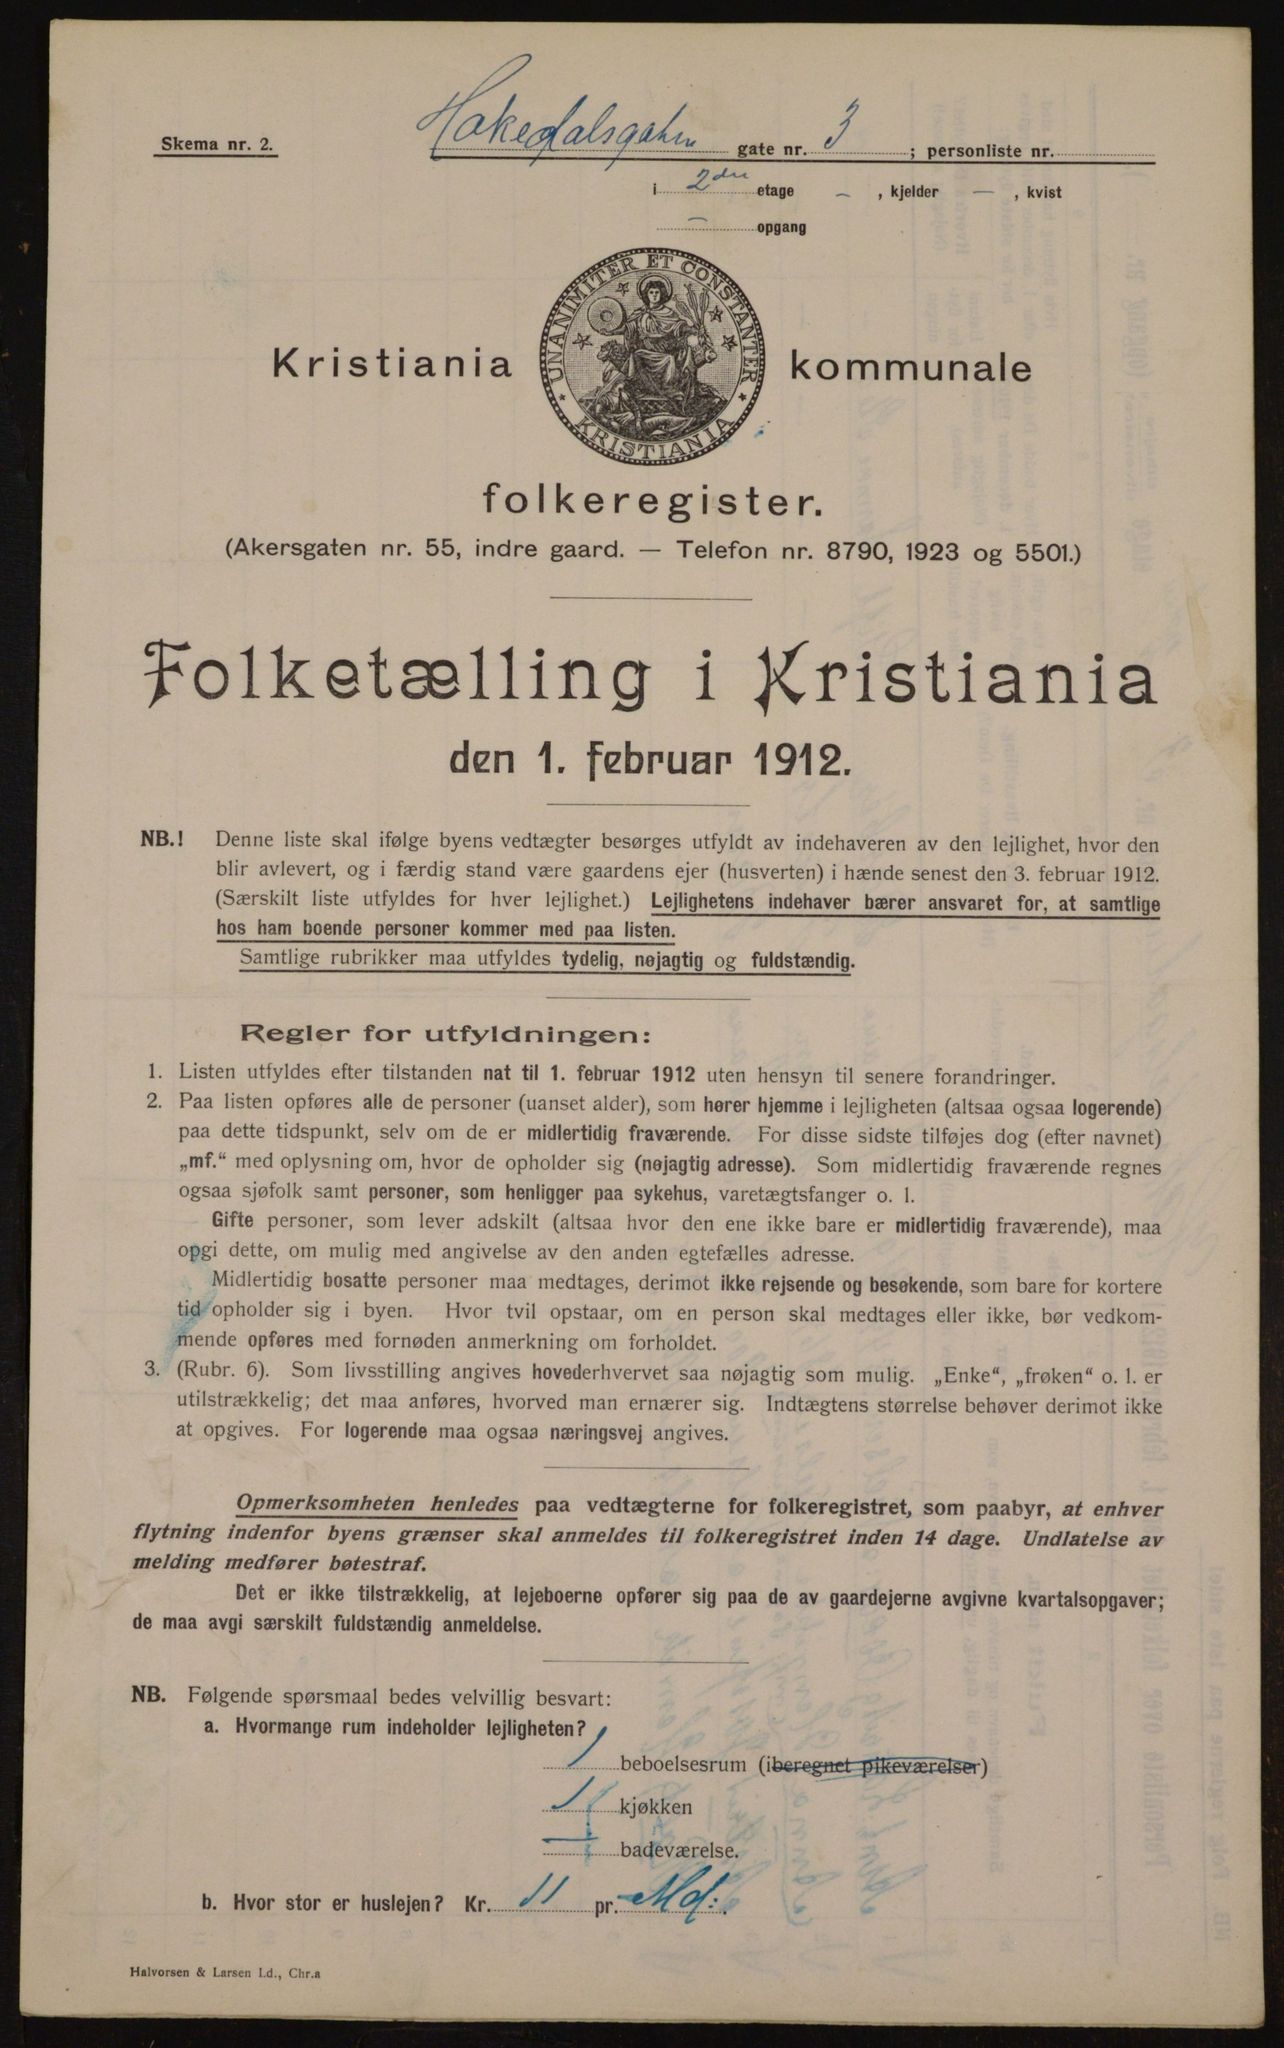 Skema nr. 2.
Hakedalsgaten gate nr. 3; personliste nr.
i 2den etage –, kjelder –, kvist
– opgang
UNANIMITER ET CONSTANTER
KRISTIANIA
Kristiania kommunale
folkeregister.
(Akersgaten nr. 55, indre gaard. — Telefon nr. 8790, 1923 og 5501.)
Folketælling i Kristiania
den 1. februar 1912.
NB.! Denne liste skal ifølge byens vedtægter besørges utfyldt av indehaveren av den lejlighet, hvor den
blir avlevert, og i færdig stand være gaardens ejer (husverten) i hænde senest den 3. februar 1912.
(Særskilt liste utfyldes for hver lejlighet.) Lejlighetens indehaver bærer ansvaret for, at samtlige
hos ham boende personer kommer med paa listen.
Samtlige rubrikker maa utfyldes tydelig, nøjagtig og fuldstændig.
Regler for utfyldningen:
1. Listen utfyldes efter tilstanden nat til 1. februar 1912 uten hensyn til senere forandringer.
2. Paa listen opføres alle de personer (uanset alder), som hører hjemme i lejligheten (altsaa ogsaa logerende)
paa dette tidspunkt, selv om de er midlertidig fraværende. For disse sidste tilføjes dog (efter navnet)
„mf.“ med oplysning om, hvor de opholder sig (nøjagtig adresse). Som midlertidig fraværende regnes
ogsaa sjøfolk samt personer, som henligger paa sykehus, varetægtsfanger o. l.
Gifte personer, som lever adskilt (altsaa hvor den ene ikke bare er midlertidig fraværende), maa
opgi dette, om mulig med angivelse av den anden egtefælles adresse.
Midlertidig bosatte personer maa medtages, derimot ikke rejsende og besøkende, som bare for kortere
tid opholder sig i byen. Hvor tvil opstaar, om en person skal medtages eller ikke, bør vedkom-
mende opføres med fornøden anmerkning om forholdet.
3. (Rubr. 6). Som livsstilling angives hovederhvervet saa nøjagtig som mulig. „Enke“, „frøken“ o. l. er
utilstrækkelig; det maa anføres, hvorved man ernærer sig. Indtægtens størrelse behøver derimot ikke
at opgives. For logerende maa ogsaa næringsvej angives.
Opmerksomheten henledes paa vedtægterne for folkeregistret, som paabyr, at enhver
flytning indenfor byens grænser skal anmeldes til folkeregistret inden 14 dage. Undlatelse av
melding medfører bøtestraf.
Det er ikke tilstrækkelig, at lejeboerne opfører sig paa de av gaardejerne avgivne kvartalsopgaver;
de maa avgi særskilt fuldstændig anmeldelse.
NB. Følgende spørsmaal bedes velvillig besvart:
a. Hvormange rum indeholder lejligheten?
1 beboelsesrum (iberegnet pikeværelser)
1 kjøkken
– badeværelse.
b. Hvor stor er huslejen? Kr. 11 pr. Md.
Halvorsen & Larsen Ld., Chr.a